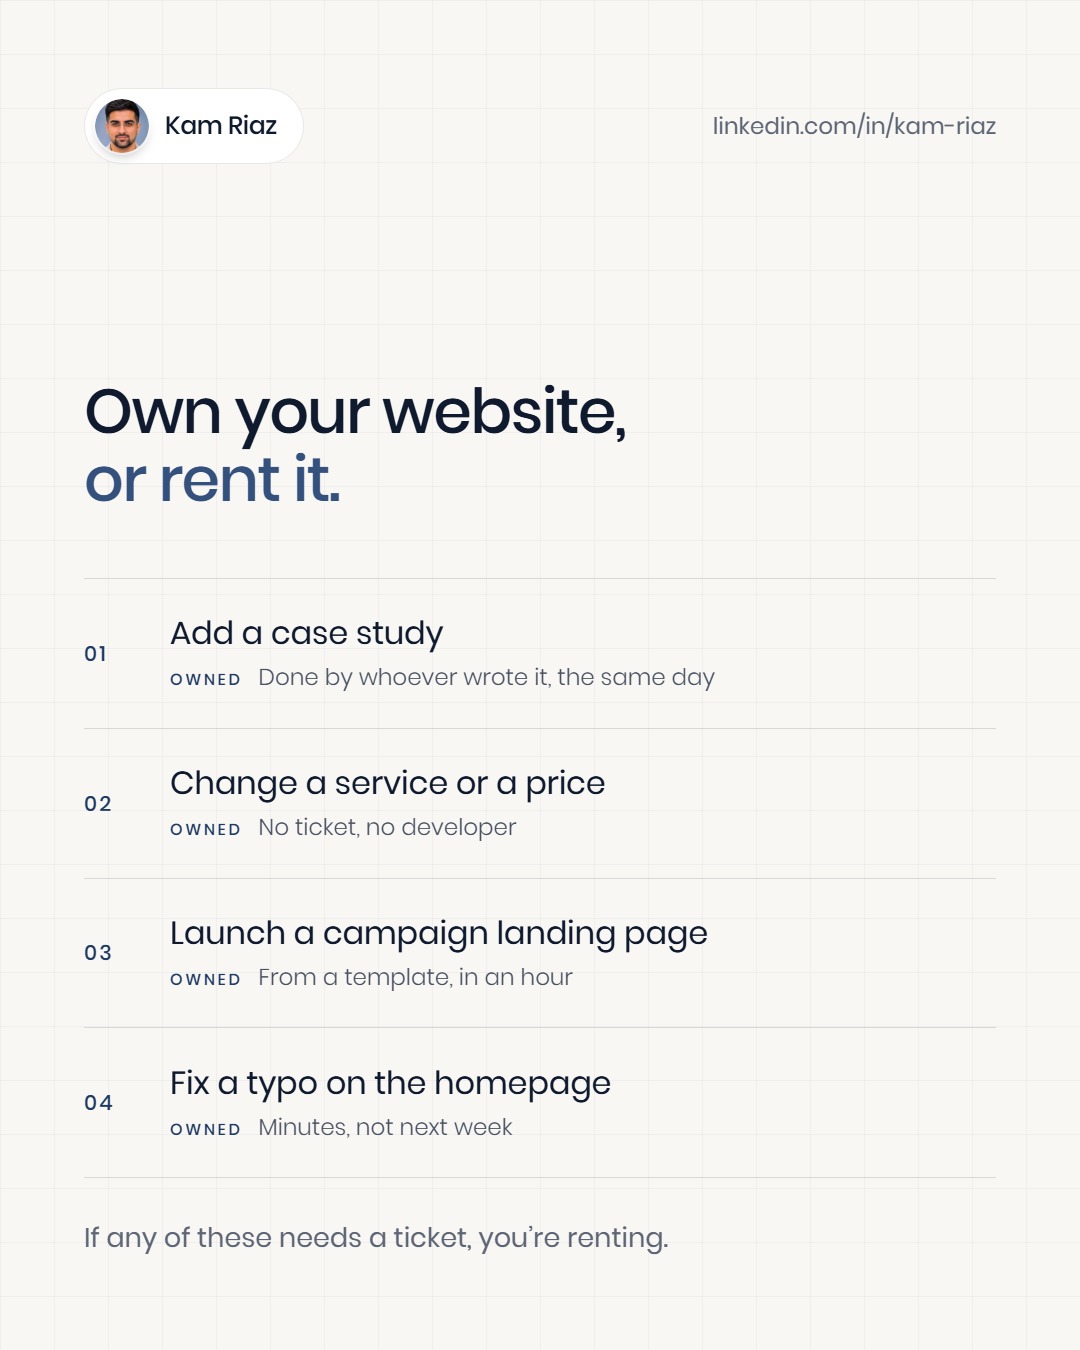 Kam Riaz
linkedin.com/in/kam-riaz
Own your website,
or rent it.
01
Add a case study
OWNED Done by whoever wrote it, the same day
02
Change a service or a price
OWNED No ticket, no developer
03
Launch a campaign landing page
OWNED From a template, in an hour
04
Fix a typo on the homepage
OWNED Minutes, not next week
If any of these needs a ticket, you’re renting.